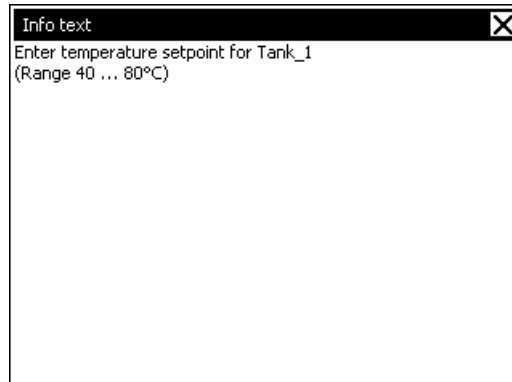 Info text
Enter temperature setpoint for Tank_1
(Range 40 ... 80°C)